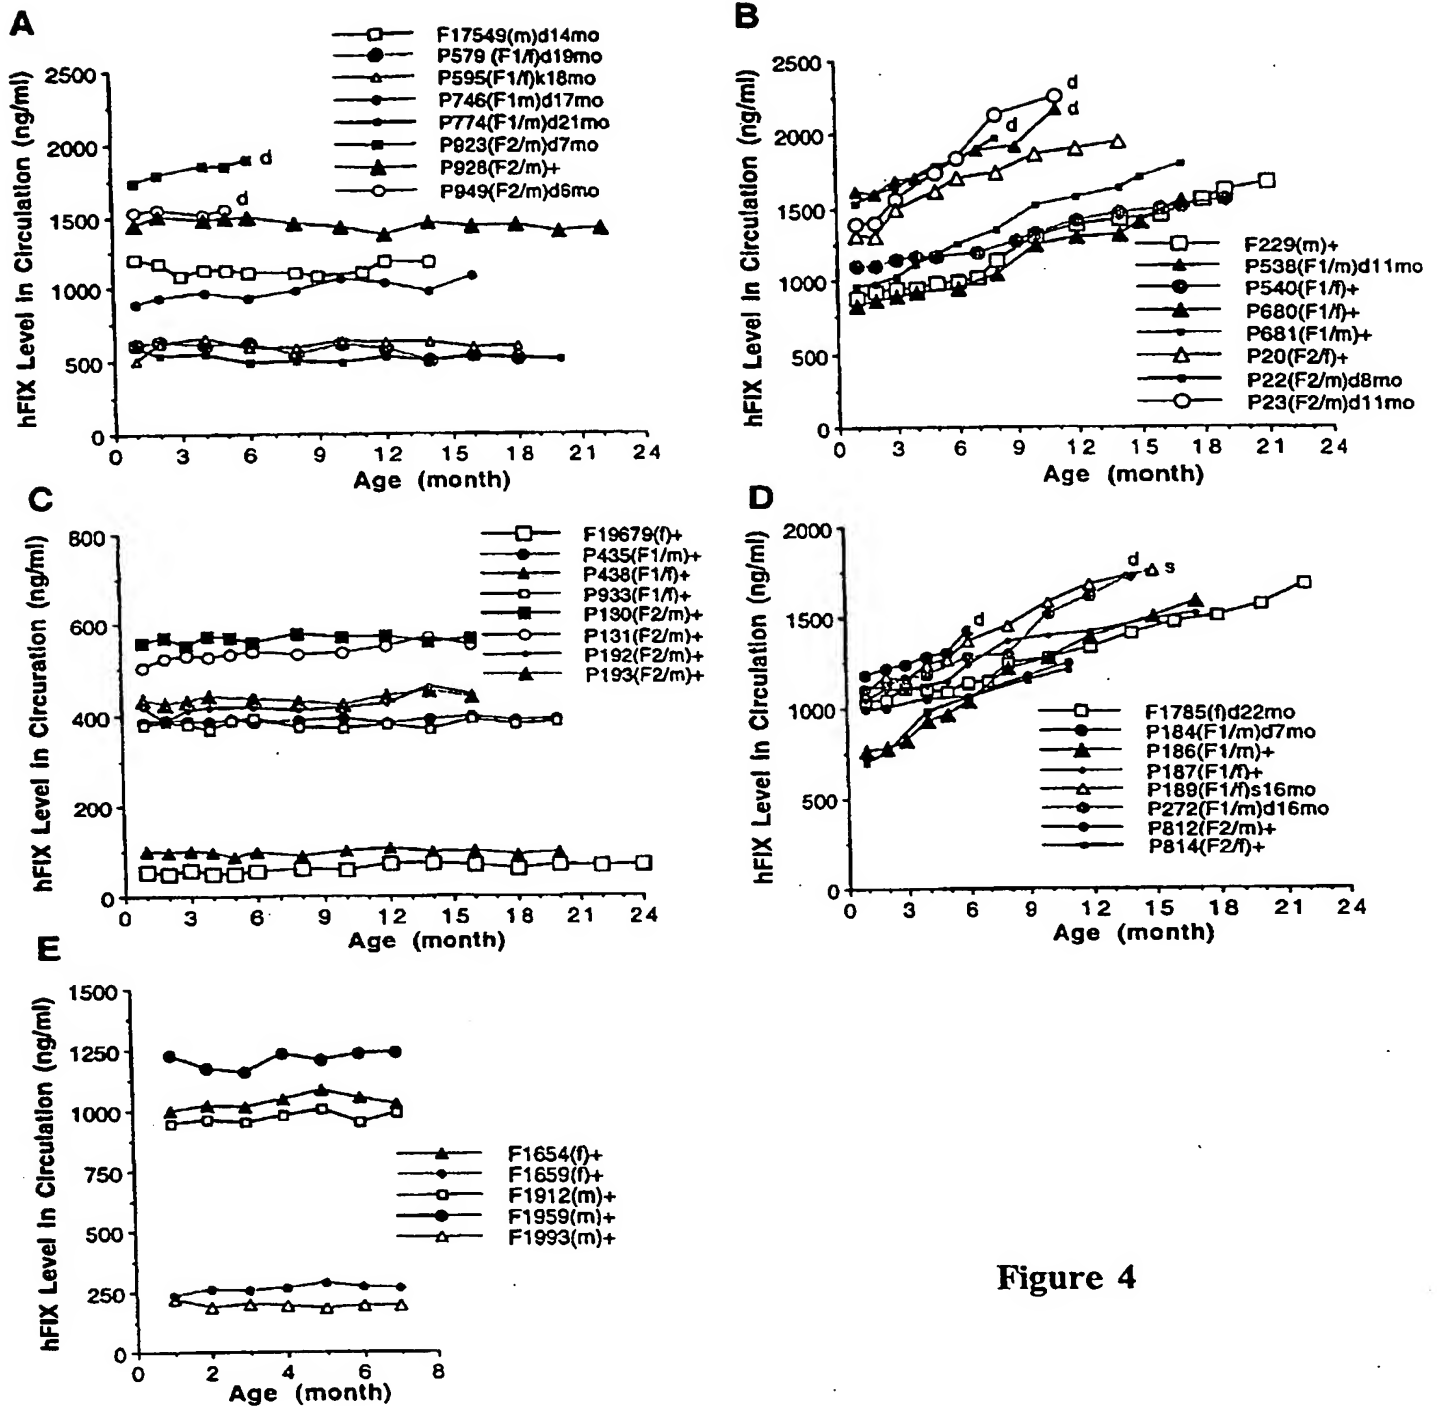 A
F17549(m)d14mo
P579 (F1/f)d19mo
P595(F1/f)k18mo
P746(F1m)d17mo
P774(F1/m)d21mo
P923(F2/m)d7mo
P928(F2/m)+
P949(F2/m)d6mo
hFIX Level in Circulation (ng/ml)
2500
2000
1500
1000
500
0
d
d
0 3 6 9 12 15 18 21 24
Age (month)
B
hFIX Level in Circulation (ng/ml)
2500
2000
1500
1000
500
0
d
d
d
F229(m)+
P538(F1/m)d11mo
P540(F1/f)+
P680(F1/f)+
P681(F1/m)+
P20(F2/f)+
P22(F2/m)d8mo
P23(F2/m)d11mo
0 3 6 9 12 15 18 21 24
Age (month)
C
hFIX Level in Circuration (ng/ml)
800
600
400
200
0
F19679(f)+
P435(F1/m)+
P438(F1/f)+
P933(F1/f)+
P130(F2/m)+
P131(F2/m)+
P192(F2/m)+
P193(F2/m)+
0 3 6 9 12 15 18 21 24
Age (month)
D
hFIX Level in Circulation (ng/ml)
2000
1500
1000
500
0
d
d
s
F1785(f)d22mo
P184(F1/m)d7mo
P186(F1/m)+
P187(F1/f)+
P189(F1/f)s16mo
P272(F1/m)d16mo
P812(F2/m)+
P814(F2/f)+
0 3 6 9 12 15 18 21 24
Age (month)
E
hFIX Level in Circulation (ng/ml)
1500
1250
1000
750
500
250
0
F1654(f)+
F1659(f)+
F1912(m)+
F1959(m)+
F1993(m)+
0 2 4 6 8
Age (month)
Figure 4